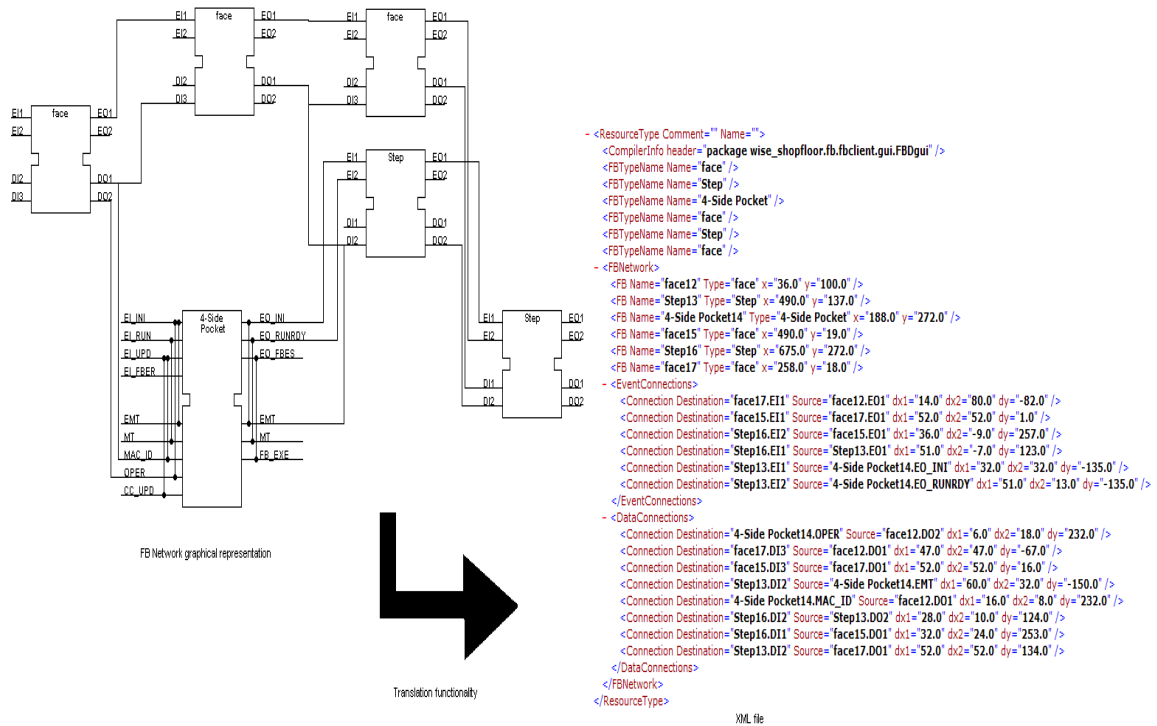 face
EI1
EI2
DI2
DI3
EO1
EO2
DO1
DO2
face
EI1
EI2
DI2
DI3
EO1
EO2
DO1
DO2
face
EI1
EI2
DI2
DI3
EO1
EO2
DO1
DO2
Step
EI1
EI2
DI1
DI2
EO1
EO2
DO1
DO2
4-Side
Pocket
EI_INI
EI_RUN
EI_UPD
EI_FBER
EMT
MT
MAC_ID
OPER
CC_UPD
EO_INI
EO_RUNRDY
EO_FBES
EMT
MT
FB_EXE
Step
EI1
EI2
DI1
DI2
EO1
EO2
DO1
DO2
FB Network graphical representation
Translation functionality
- <ResourceType Comment="" Name="">
<CompilerInfo header="package wise_shopfloor.fb.fbclient.gui.FBDgui" />
<FBTypeName Name="face" />
<FBTypeName Name="Step" />
<FBTypeName Name="4-Side Pocket" />
<FBTypeName Name="face" />
<FBTypeName Name="Step" />
<FBTypeName Name="face" />
- <FBNetwork>
<FB Name="face12" Type="face" x="36.0" y="100.0" />
<FB Name="Step13" Type="Step" x="490.0" y="137.0" />
<FB Name="4-Side Pocket14" Type="4-Side Pocket" x="188.0" y="272.0" />
<FB Name="face15" Type="face" x="490.0" y="19.0" />
<FB Name="Step16" Type="Step" x="675.0" y="272.0" />
<FB Name="face17" Type="face" x="258.0" y="18.0" />
- <EventConnections>
<Connection Destination="face17.EI1" Source="face12.EO1" dx1="14.0" dx2="80.0" dy="-82.0" />
<Connection Destination="face15.EI1" Source="face17.EO1" dx1="52.0" dx2="52.0" dy="1.0" />
<Connection Destination="Step16.EI2" Source="face15.EO1" dx1="36.0" dx2="-9.0" dy="257.0" />
<Connection Destination="Step16.EI1" Source="Step13.EO1" dx1="51.0" dx2="-7.0" dy="123.0" />
<Connection Destination="Step13.EI1" Source="4-Side Pocket14.EO_INI" dx1="32.0" dx2="32.0" dy="-135.0" />
<Connection Destination="Step13.EI2" Source="4-Side Pocket14.EO_RUNRDY" dx1="51.0" dx2="13.0" dy="-135.0" />
</EventConnections>
- <DataConnections>
<Connection Destination="4-Side Pocket14.OPER" Source="face12.DO2" dx1="6.0" dx2="18.0" dy="232.0" />
<Connection Destination="face17.DI3" Source="face12.DO1" dx1="47.0" dx2="47.0" dy="-67.0" />
<Connection Destination="face15.DI3" Source="face17.DO1" dx1="52.0" dx2="52.0" dy="16.0" />
<Connection Destination="Step13.DI2" Source="4-Side Pocket14.EMT" dx1="60.0" dx2="32.0" dy="-150.0" />
<Connection Destination="4-Side Pocket14.MAC_ID" Source="face12.DO1" dx1="16.0" dx2="8.0" dy="232.0" />
<Connection Destination="Step16.DI2" Source="Step13.DO2" dx1="28.0" dx2="10.0" dy="124.0" />
<Connection Destination="Step16.DI1" Source="face15.DO1" dx1="32.0" dx2="24.0" dy="253.0" />
<Connection Destination="Step13.DI2" Source="face17.DO1" dx1="52.0" dx2="52.0" dy="134.0" />
</DataConnections>
</FBNetwork>
</ResourceType>
XML file